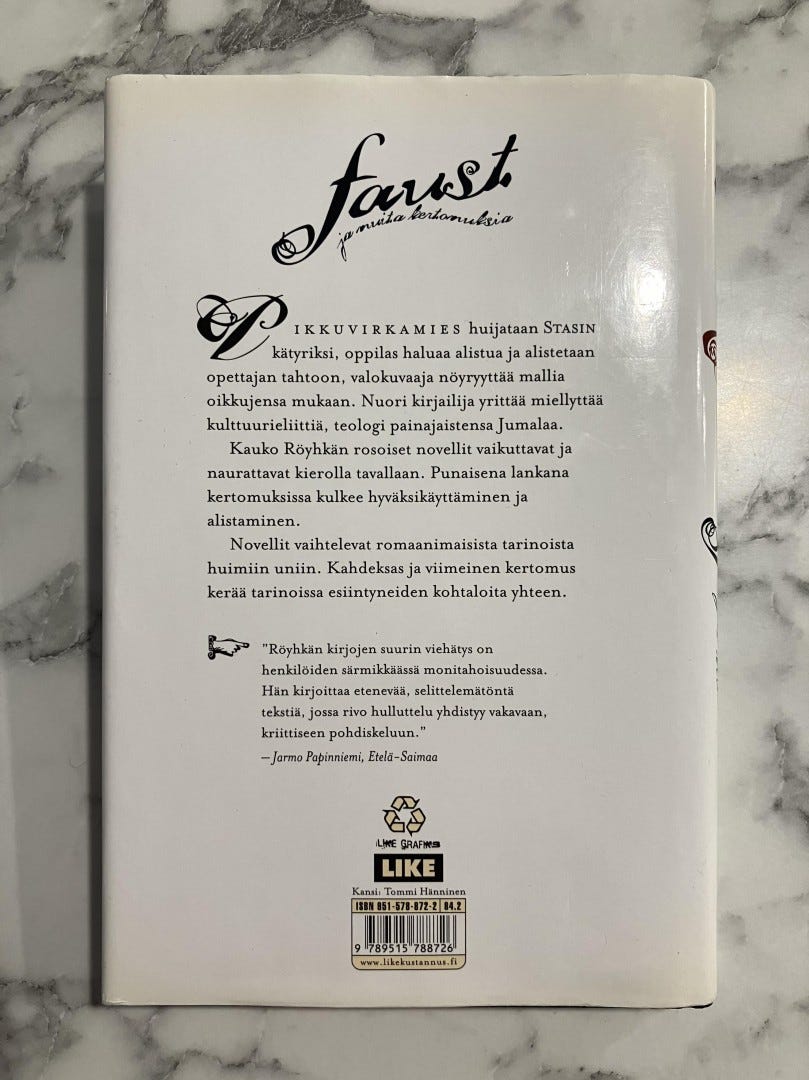 faust
ja muita kertomuksia
PIKKUVIRKAMIES huijataan STASIN
kätyriksi, oppilas haluaa alistua ja alistetaan
opettajan tahtoon, valokuvaaja nöyryyttää mallia
oikkujensa mukaan. Nuori kirjailija yrittää miellyttää
kulttuurieliittiä, teologi painajaistensa Jumalaa.
Kauko Röyhkän rosoiset novellit vaikuttavat ja
naurattavat kierolla tavallaan. Punaisena lankana
kertomuksissa kulkee hyväksikäyttäminen ja
alistaminen.
Novellit vaihtelevat romaanimaisista tarinoista
huimiin uniin. Kahdeksas ja viimeinen kertomus
kerää tarinoissa esiintyneiden kohtaloita yhteen.
”Röyhkän kirjojen suurin viehätys on
henkilöiden särmikkäässä monitahoisuudessa.
Hän kirjoittaa etenevää, selittelemätöntä
tekstiä, jossa rivo hulluttelu yhdistyy vakavaan,
kriittiseen pohdiskeluun.”
—Jarmo Papinniemi, Etelä-Saimaa
LIKE GRAFIIKS
LIKE
Kansi: Tommi Hänninen
ISBN 951-578-872-2 84.2
9 789515 788726
www.likekustannus.fi